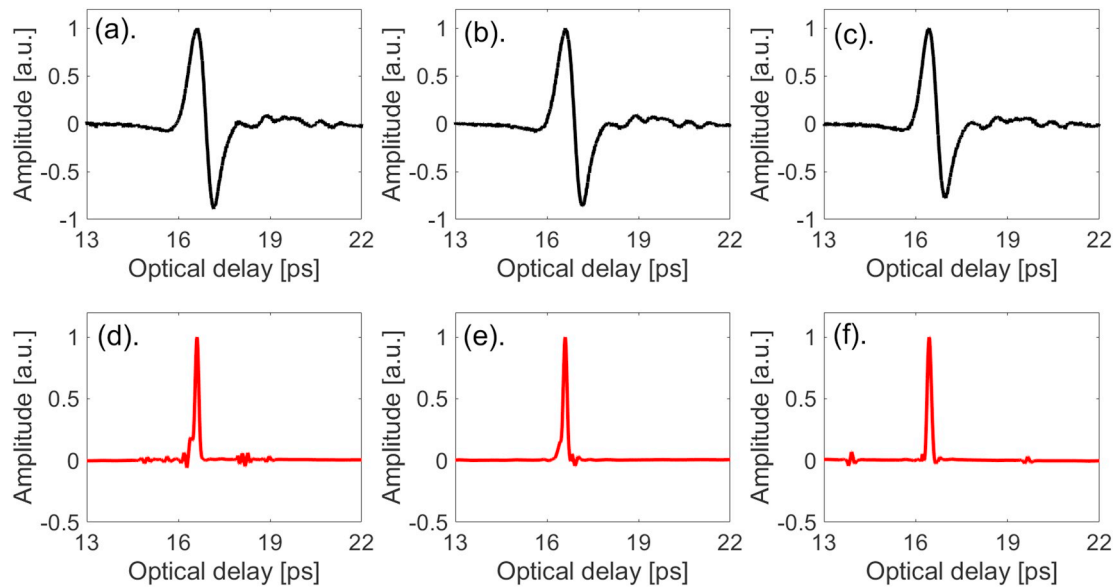 (a).
Amplitude [a.u.]
1
0.5
0
-0.5
-1
13 16 19 22
Optical delay [ps]
(b).
Amplitude [a.u.]
1
0.5
0
-0.5
-1
13 16 19 22
Optical delay [ps]
(c).
Amplitude [a.u.]
1
0.5
0
-0.5
-1
13 16 19 22
Optical delay [ps]
(d).
Amplitude [a.u.]
1
0.5
0
-0.5
13 16 19 22
Optical delay [ps]
(e).
Amplitude [a.u.]
1
0.5
0
-0.5
13 16 19 22
Optical delay [ps]
(f).
Amplitude [a.u.]
1
0.5
0
-0.5
13 16 19 22
Optical delay [ps]